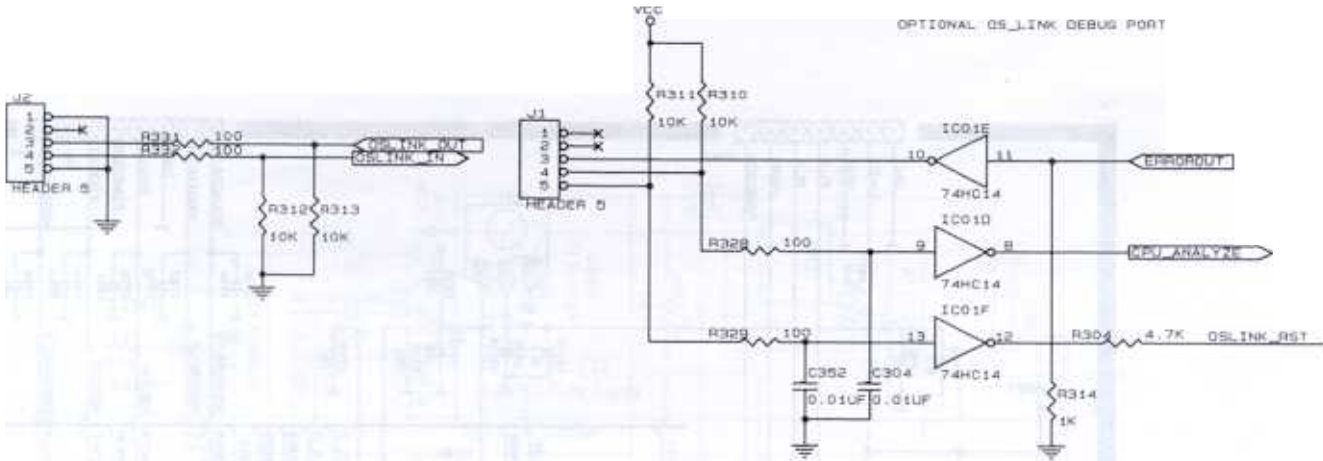 VCC
OPTIONAL OS_LINK DEBUG PORT
J2
1
2
3
4
5
HEADER 5
R331 100
R332 100
OSLINK_OUT
OSLINK_IN
R312 R313
10K 10K
J1
1
2
3
4
5
HEADER 5
R311 R310
10K 10K
IC01E
10 11
74HC14
ERROROUT
IC01D
R328 100 9 8
74HC14
CPU_ANALYZE
IC01F
R329 100 13 12
74HC14
R304 4.7K OSLINK_RST
C352 C304
0.01UF 0.01UF
R314
1K